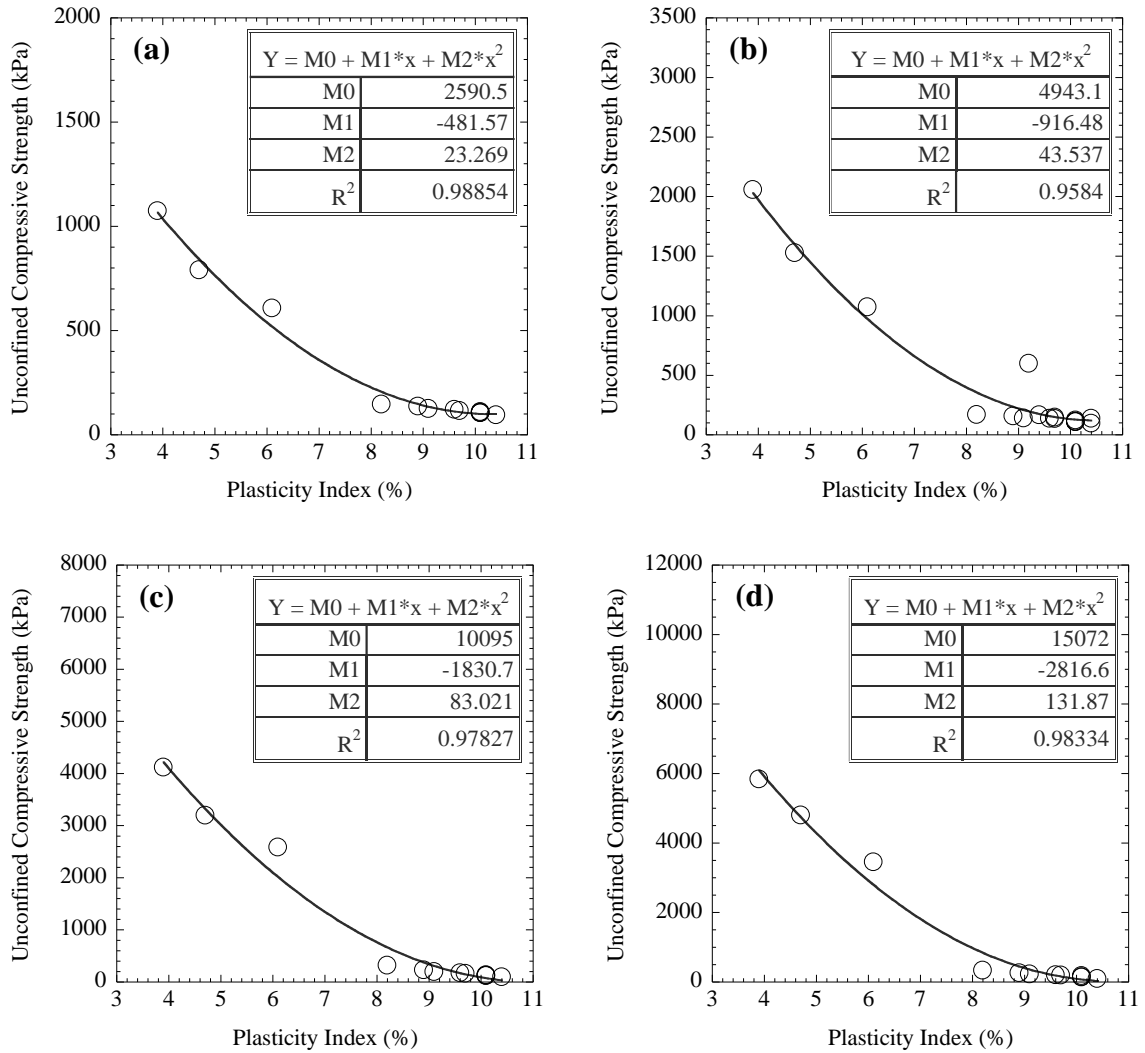 (a)
Y = M0 + M1*x + M2*x²
M0 2590.5
M1 -481.57
M2 23.269
R² 0.98854
Unconfined Compressive Strength (kPa)
2000
1500
1000
500
0
3 4 5 6 7 8 9 10 11
Plasticity Index (%)
(b)
Y = M0 + M1*x + M2*x²
M0 4943.1
M1 -916.48
M2 43.537
R² 0.9584
Unconfined Compressive Strength (kPa)
3500
3000
2500
2000
1500
1000
500
0
3 4 5 6 7 8 9 10 11
Plasticity Index (%)
(c)
Y = M0 + M1*x + M2*x²
M0 10095
M1 -1830.7
M2 83.021
R² 0.97827
Unconfined Compressive Strength (kPa)
8000
7000
6000
5000
4000
3000
2000
1000
0
3 4 5 6 7 8 9 10 11
Plasticity Index (%)
(d)
Y = M0 + M1*x + M2*x²
M0 15072
M1 -2816.6
M2 131.87
R² 0.98334
Unconfined Compressive Strength (kPa)
12000
10000
8000
6000
4000
2000
0
3 4 5 6 7 8 9 10 11
Plasticity Index (%)